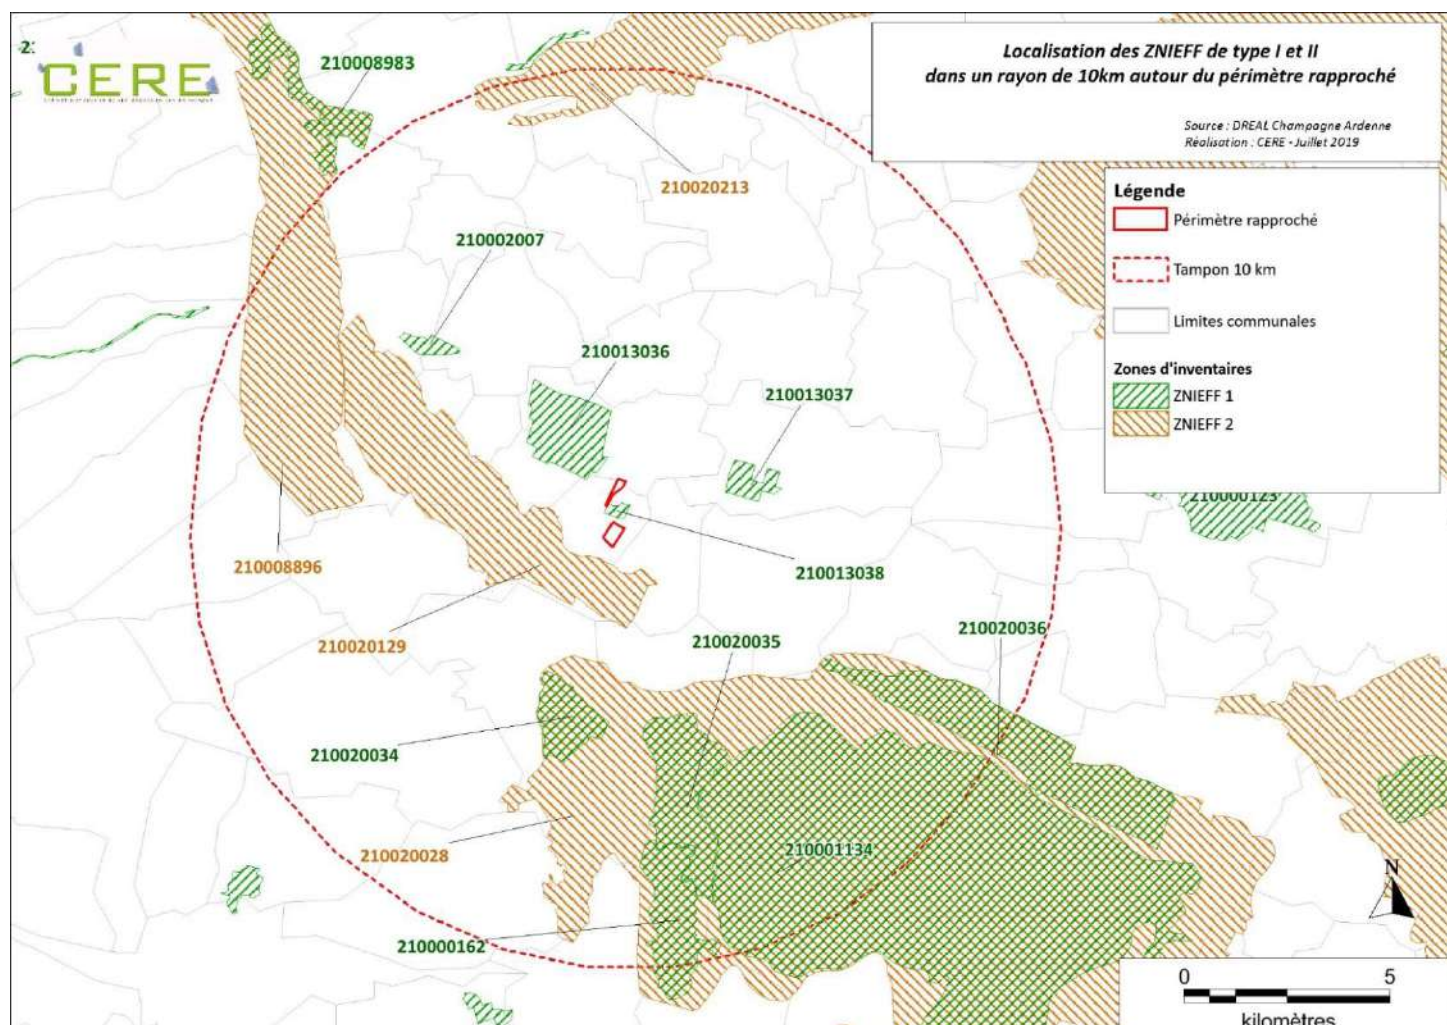 2:
CERE
210008983
Localisation des ZNIEFF de type I et II
dans un rayon de 10km autour du périmètre rapproché
Source : DREAL Champagne Ardenne
Réalisation : CERE - Juillet 2019
210020213
Légende
Périmètre rapproché
210002007
Tampon 10 km
Limites communales
210013036
Zones d'inventaires
210013037
ZNIEFF 1
ZNIEFF 2
210000123
210008896
210013038
210020129
210020035
210020036
210020034
210020028
210001134
N
210000162
0 5
kilomètres